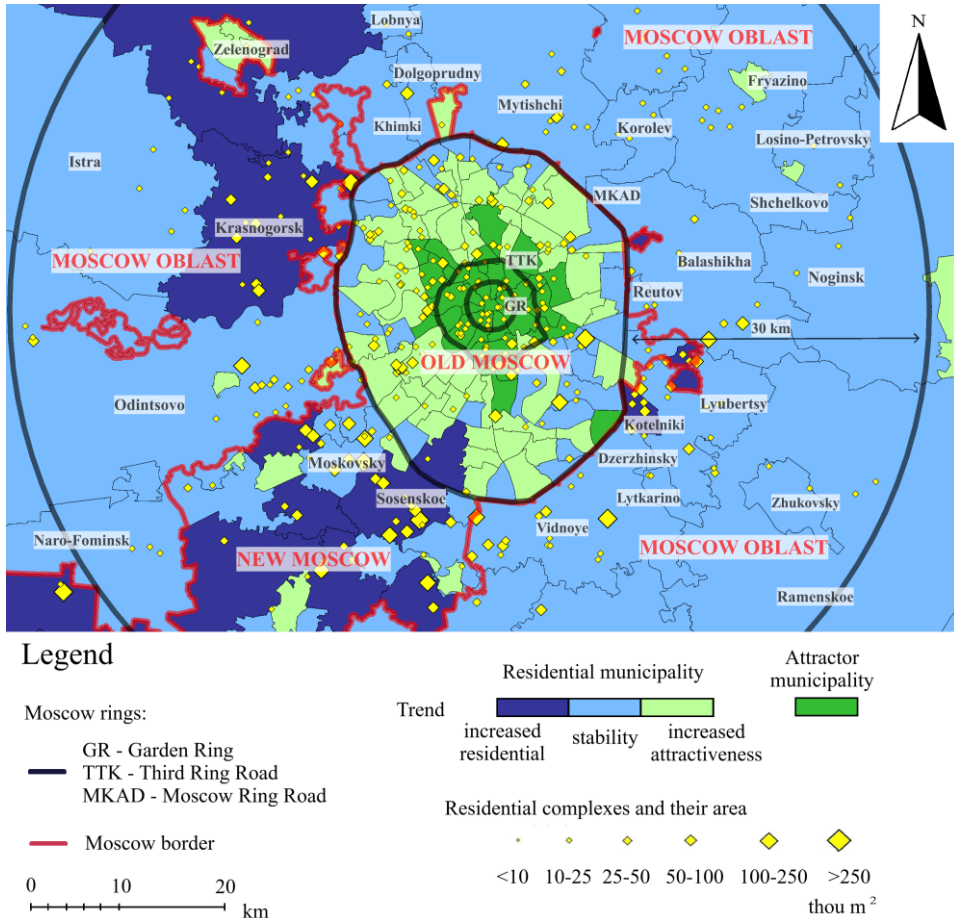 Lobnya
MOSCOW OBLAST
N
Zelenograd
Dolgoprudny
Fryazino
Mytishchi
Khimki
Korolev
Losino-Petrovsky
Istra
MKAD
Shchelkovo
Krasnogorsk
MOSCOW OBLAST
TTK
Balashikha
Noginsk
Reutov
GR
30 km
OLD MOSCOW
Odintsovo
Lyubertsy
Kotelniki
Moskovsky
Dzerzhinsky
Sosenskoe
Lytkarino
Zhukovsky
Vidnoye
Naro-Fominsk
NEW MOSCOW
MOSCOW OBLAST
Ramenskoe
Legend
Moscow rings:
GR - Garden Ring
TTK - Third Ring Road
MKAD - Moscow Ring Road
Moscow border
0 10 20
km
Residential municipality
Attractor
municipality
Trend
increased
residential
stability
increased
attractiveness
Residential complexes and their area
<10 10-25 25-50 50-100 100-250 >250
thou m²